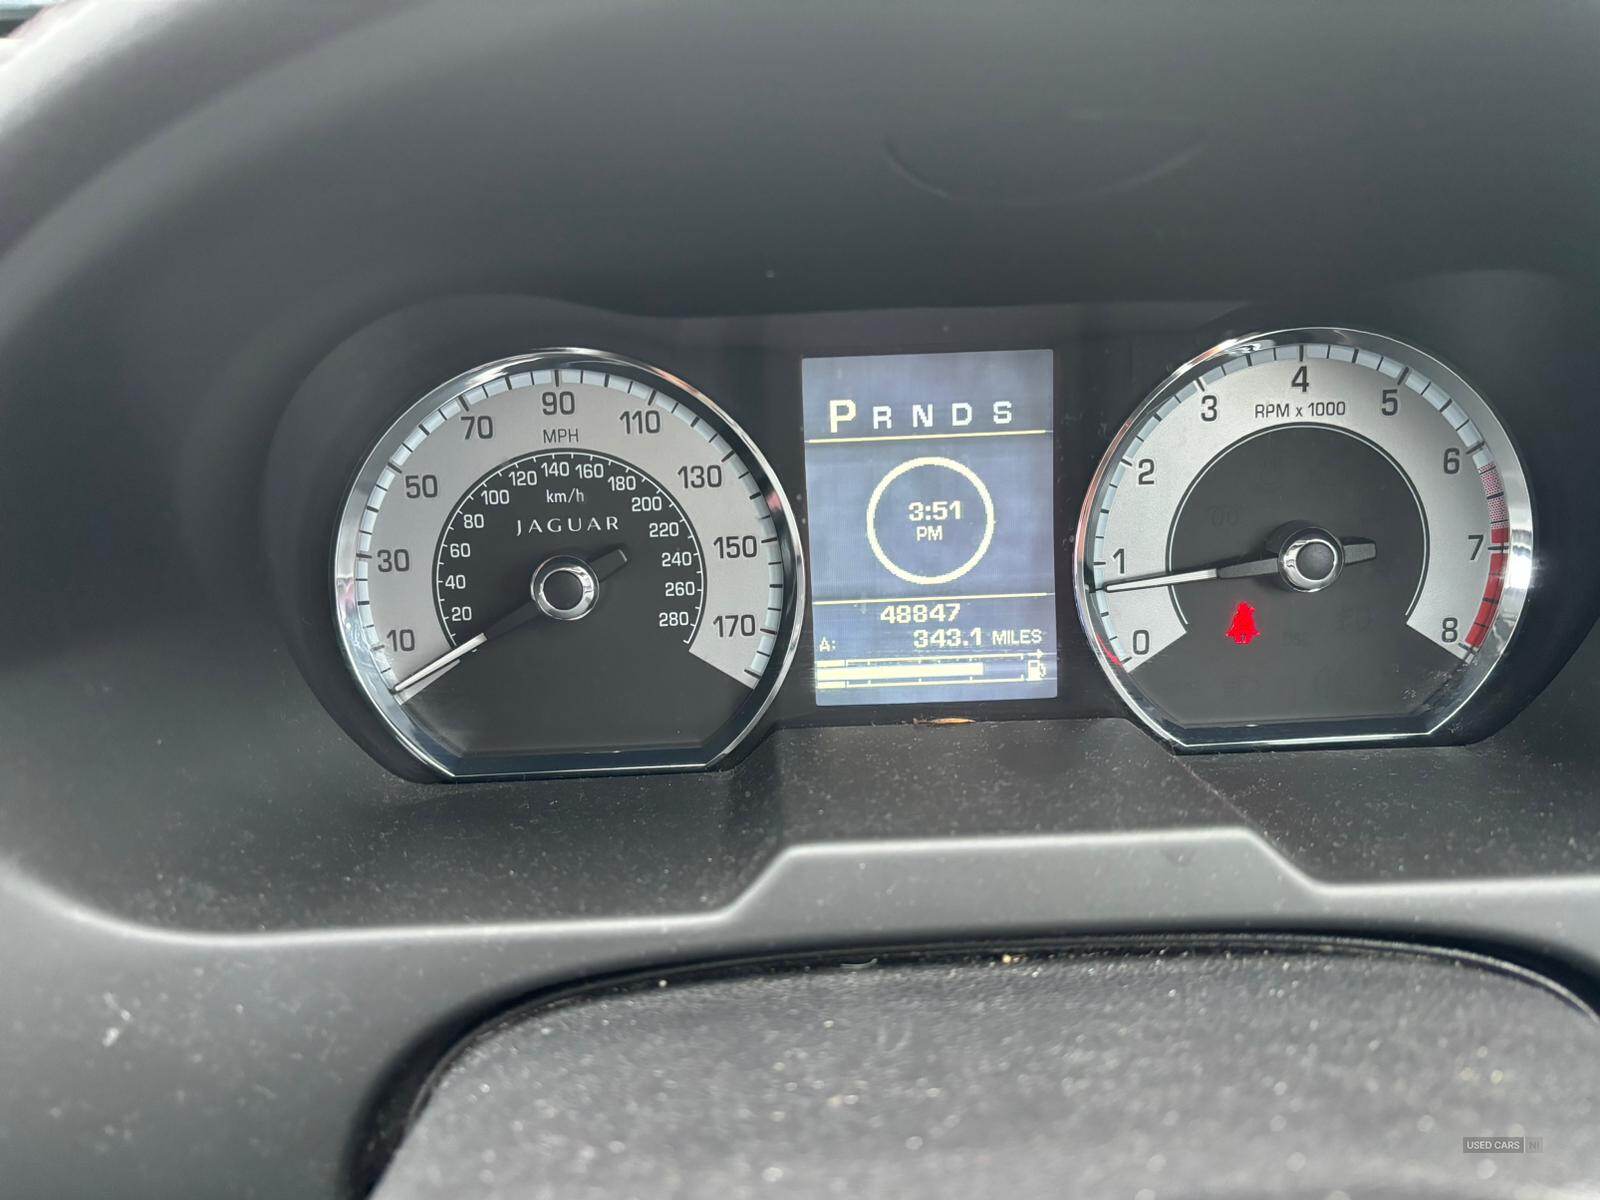 10 30 50 70 90 110 130 150 170
MPH
20 40 60 80 100 120 140 160 180 200 220 240 260 280
km/h
JAGUAR
P R N D S
3:51
PM
48847
A: 343.1 MILES
0 1 2 3 4 5 6 7 8
RPM x 1000
USED CARS NI